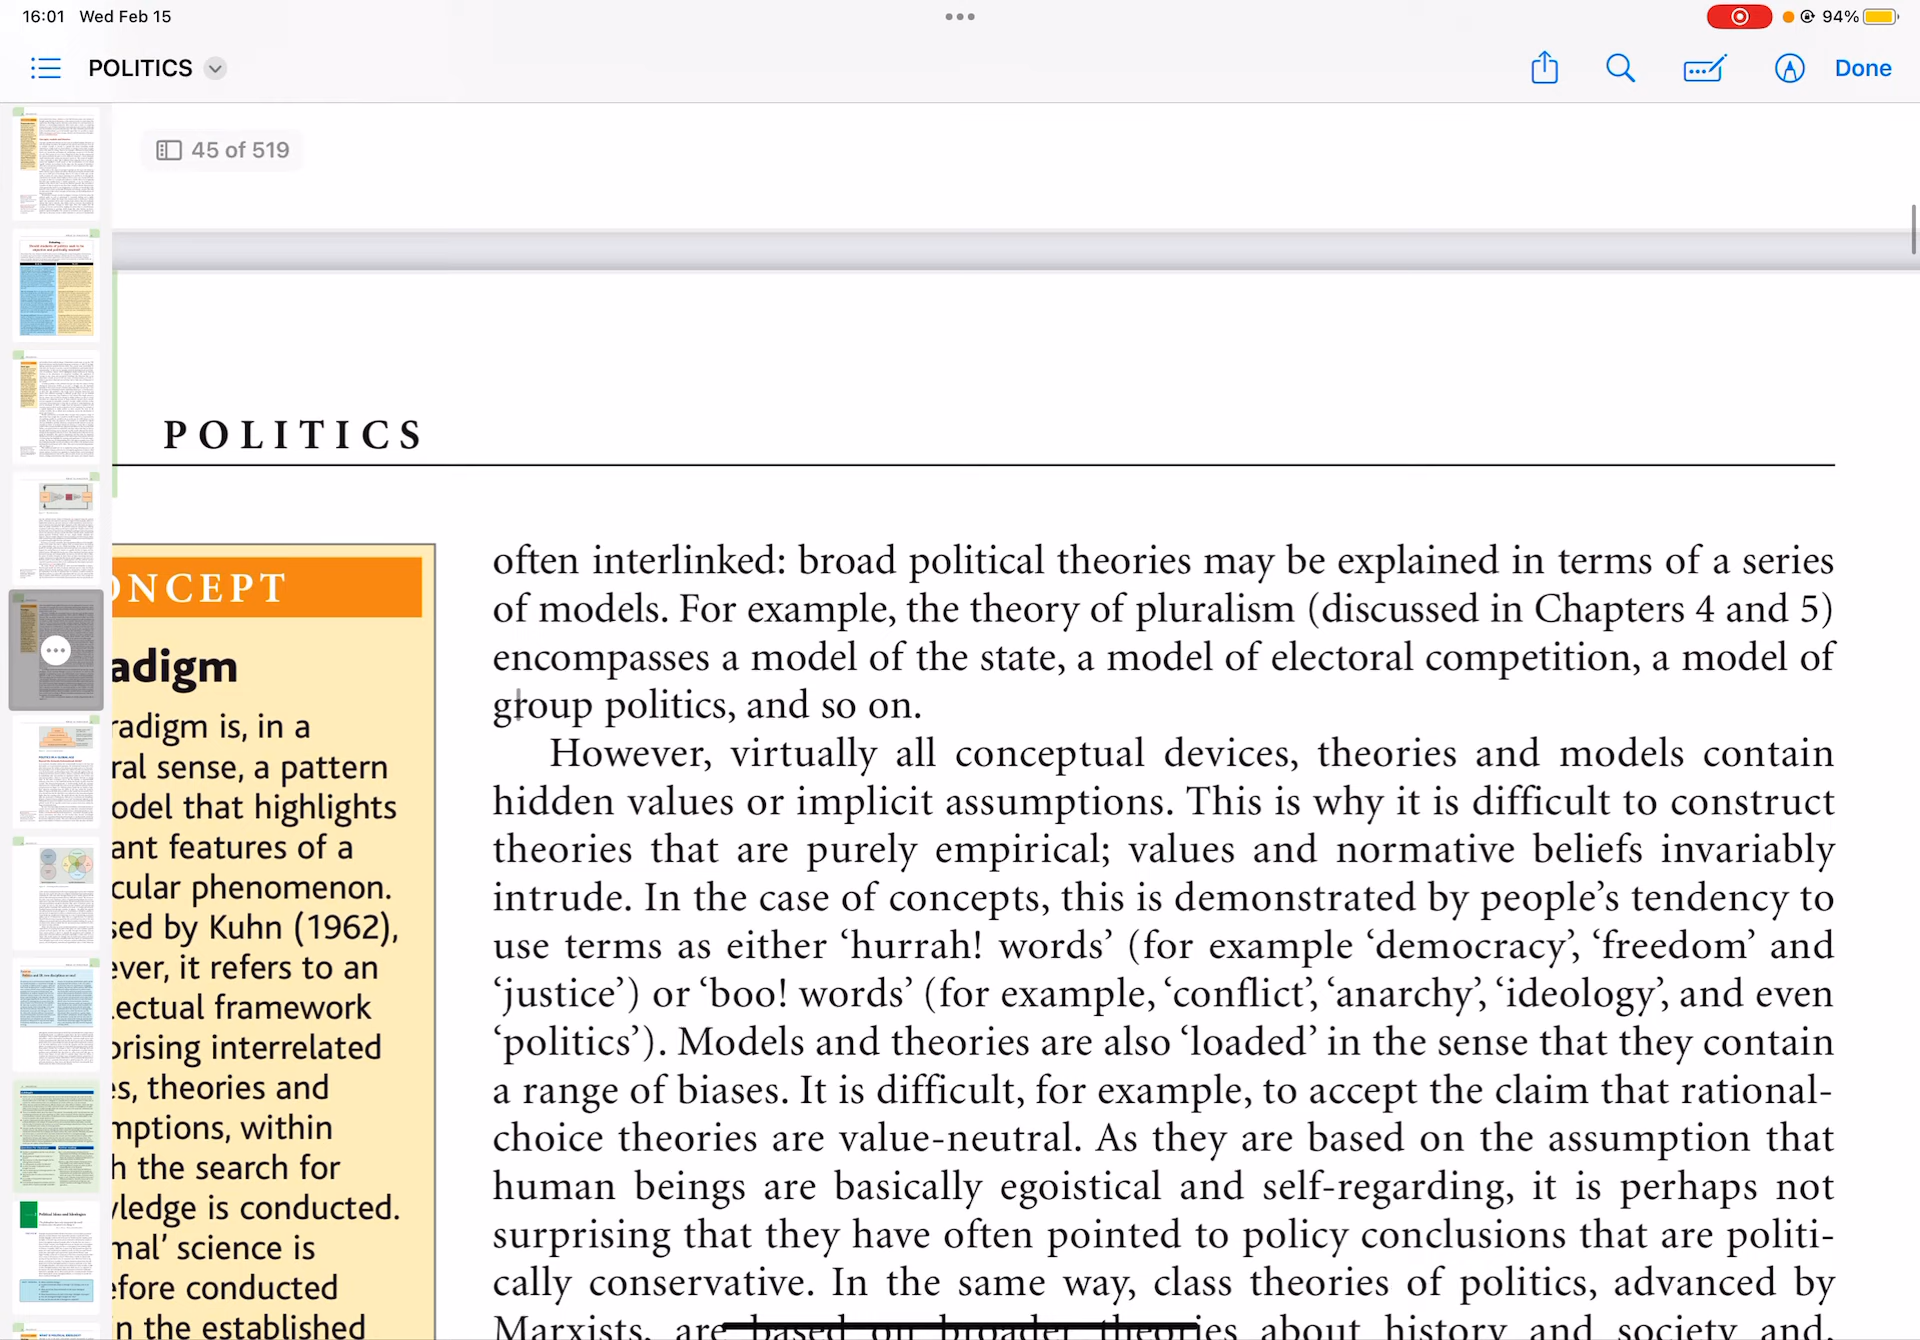 16:01 Wed Feb 15
94%
POLITICS
Done
45 of 519
POLITICS
ONCEPT
adigm
radigm is, in a
ral sense, a pattern
odel that highlights
ant features of a
cular phenomenon.
sed by Kuhn (1962),
ever, it refers to an
lectual framework
prising interrelated
es, theories and
mptions, within
h the search for
ledge is conducted.
mal’ science is
efore conducted
n the established
often interlinked: broad political theories may be explained in terms of a series
of models. For example, the theory of pluralism (discussed in Chapters 4 and 5)
encompasses a model of the state, a model of electoral competition, a model of
group politics, and so on.
However, virtually all conceptual devices, theories and models contain
hidden values or implicit assumptions. This is why it is difficult to construct
theories that are purely empirical; values and normative beliefs invariably
intrude. In the case of concepts, this is demonstrated by people’s tendency to
use terms as either ‘hurrah! words’ (for example ‘democracy’, ‘freedom’ and
‘justice’) or ‘boo! words’ (for example, ‘conflict’, ‘anarchy’, ‘ideology’, and even
‘politics’). Models and theories are also ‘loaded’ in the sense that they contain
a range of biases. It is difficult, for example, to accept the claim that rational-
choice theories are value-neutral. As they are based on the assumption that
human beings are basically egoistical and self-regarding, it is perhaps not
surprising that they have often pointed to policy conclusions that are politi-
cally conservative. In the same way, class theories of politics, advanced by
Marxists, are based on broader theories about history and society and,